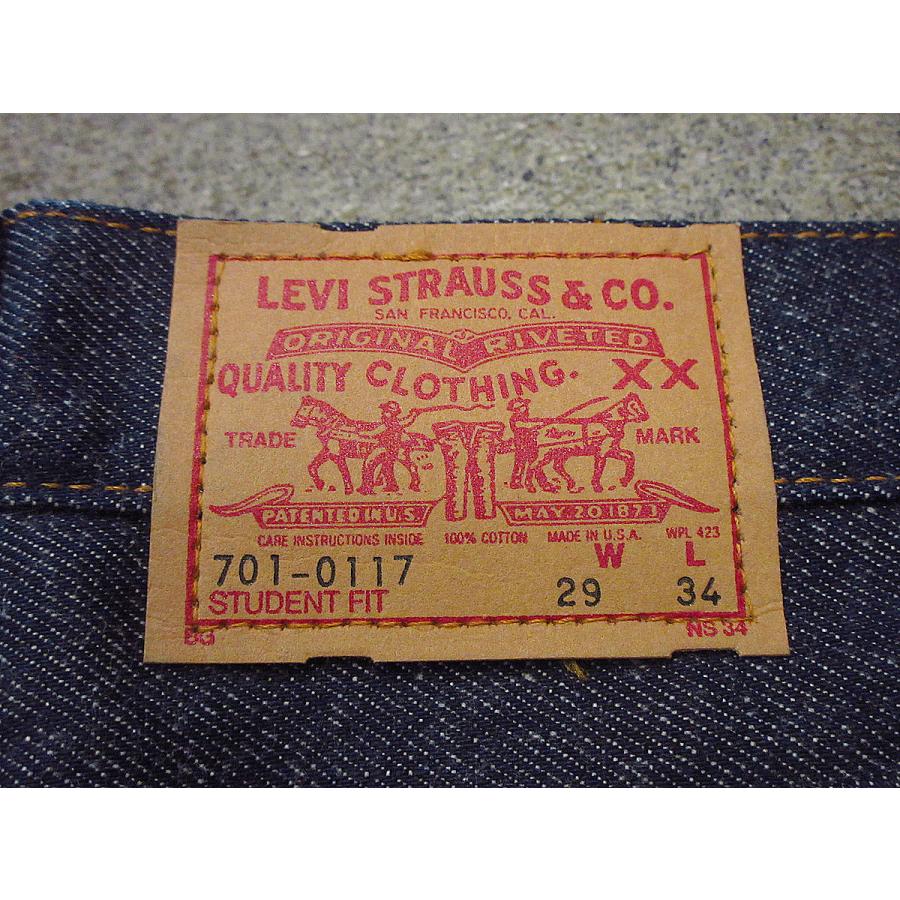 LEVI STRAUSS & CO.
SAN FRANCISCO, CAL.
ORIGINAL RIVETED
QUALITY CLOTHING. XX
TRADE MARK
PATENTED IN U.S. MAY 20 1873
CARE INSTRUCTIONS INSIDE 100% COTTON MADE IN U.S.A. WPL 423
W L
701-0117 29 34
STUDENT FIT
NS 34